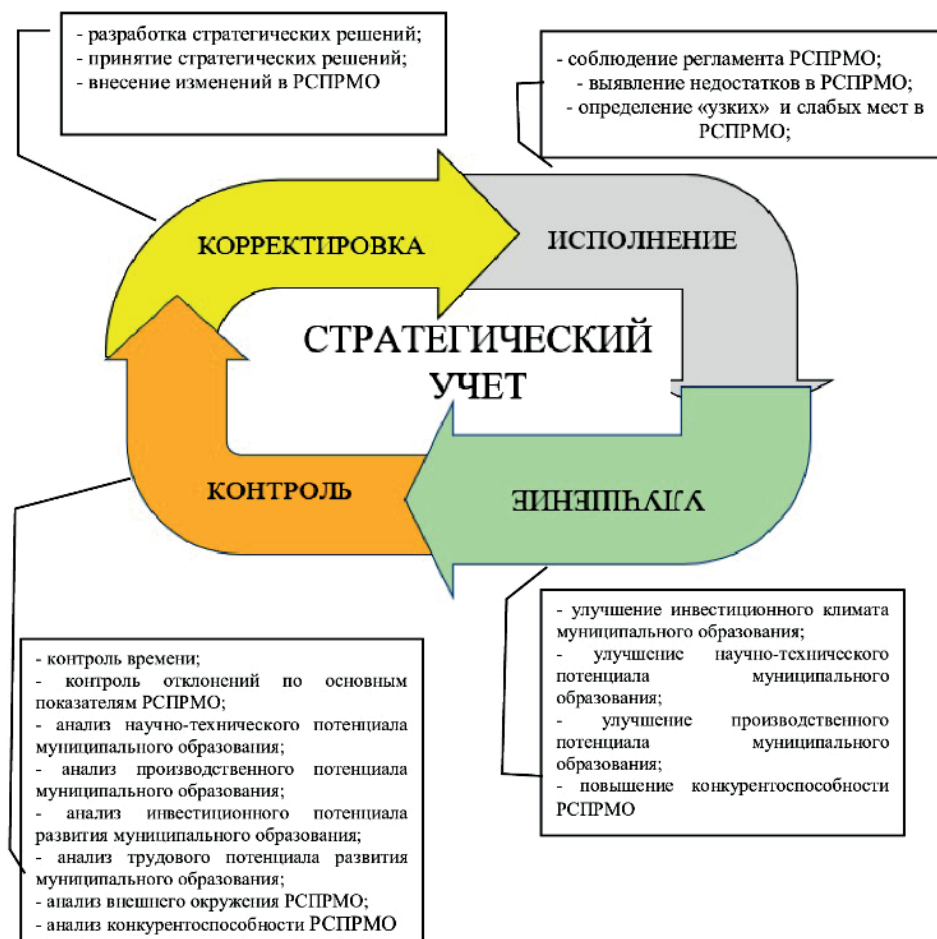 - разработка стратегических решений;
- принятие стратегических решений;
- внесение изменений в РСПРМО
- соблюдение регламента РСПРМО;
- выявление недостатков в РСПРМО;
- определение «узких» и слабых мест в
РСПРМО;
КОРРЕКТИРОВКА
ИСПОЛНЕНИЕ
СТРАТЕГИЧЕСКИЙ
УЧЕТ
КОНТРОЛЬ
УЛУЧШЕНИЕ
- контроль времени;
- контроль отклонений по основным
показателям РСПРМО;
- анализ научно-технического потенциала
муниципального образования;
- анализ производственного потенциала
муниципального образования;
- анализ инвестиционного потенциала
развития муниципального образования;
- анализ трудового потенциала развития
муниципального образования;
- анализ внешнего окружения РСПРМО;
- анализ конкурентоспособности РСПРМО
- улучшение инвестиционного климата
муниципального образования;
- улучшение научно-технического
потенциала муниципального
образования;
- улучшение производственного
потенциала муниципального
образования;
- повышение конкурентоспособности
РСПРМО